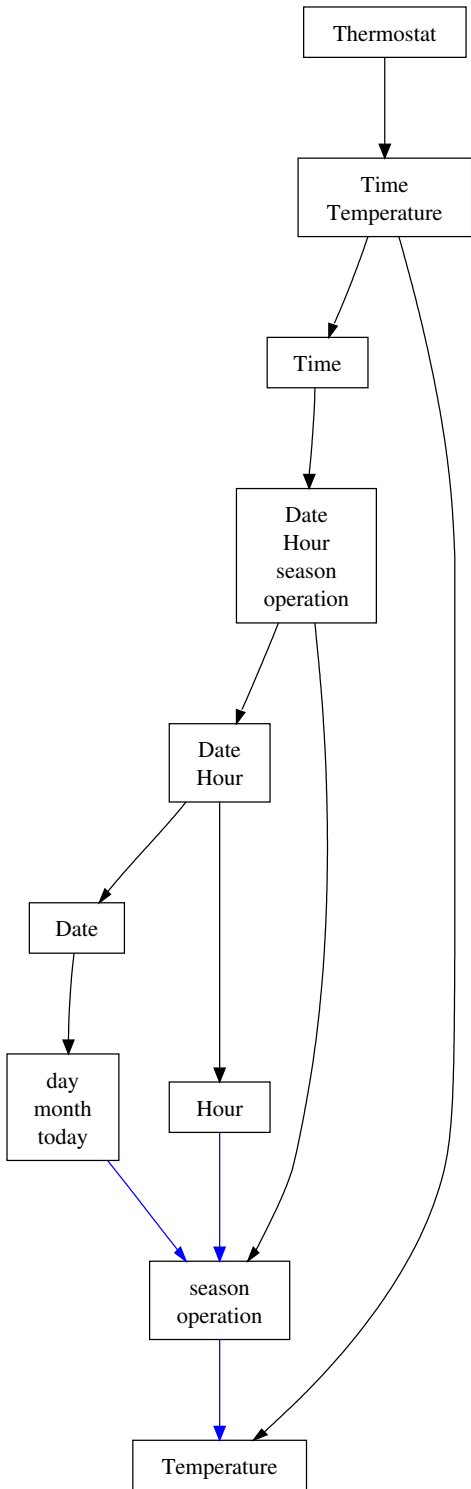 Thermostat
Time
Temperature
Time
Date
Hour
season
operation
Date
Hour
Date
day
month
today
Hour
season
operation
Temperature